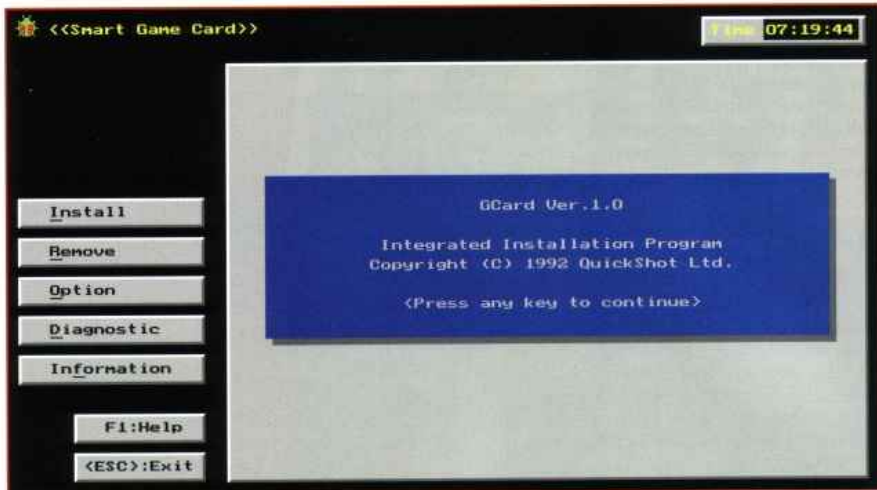 <<Smart Game Card>>
Time 07:19:44
Install
Remove
Option
Diagnostic
Information
F1:Help
<ESC>:Exit
GCard Ver.1.0
Integrated Installation Program
Copyright (C) 1992 QuickShot Ltd.
<Press any key to continue>